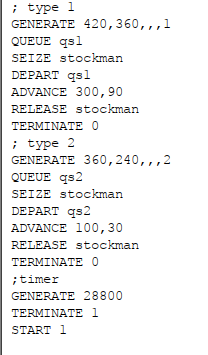 ; type 1
GENERATE 420,360,,,1
QUEUE qs1
SEIZE stockman
DEPART qs1
ADVANCE 300,90
RELEASE stockman
TERMINATE 0
; type 2
GENERATE 360,240,,,2
QUEUE qs2
SEIZE stockman
DEPART qs2
ADVANCE 100,30
RELEASE stockman
TERMINATE 0
;timer
GENERATE 28800
TERMINATE 1
START 1